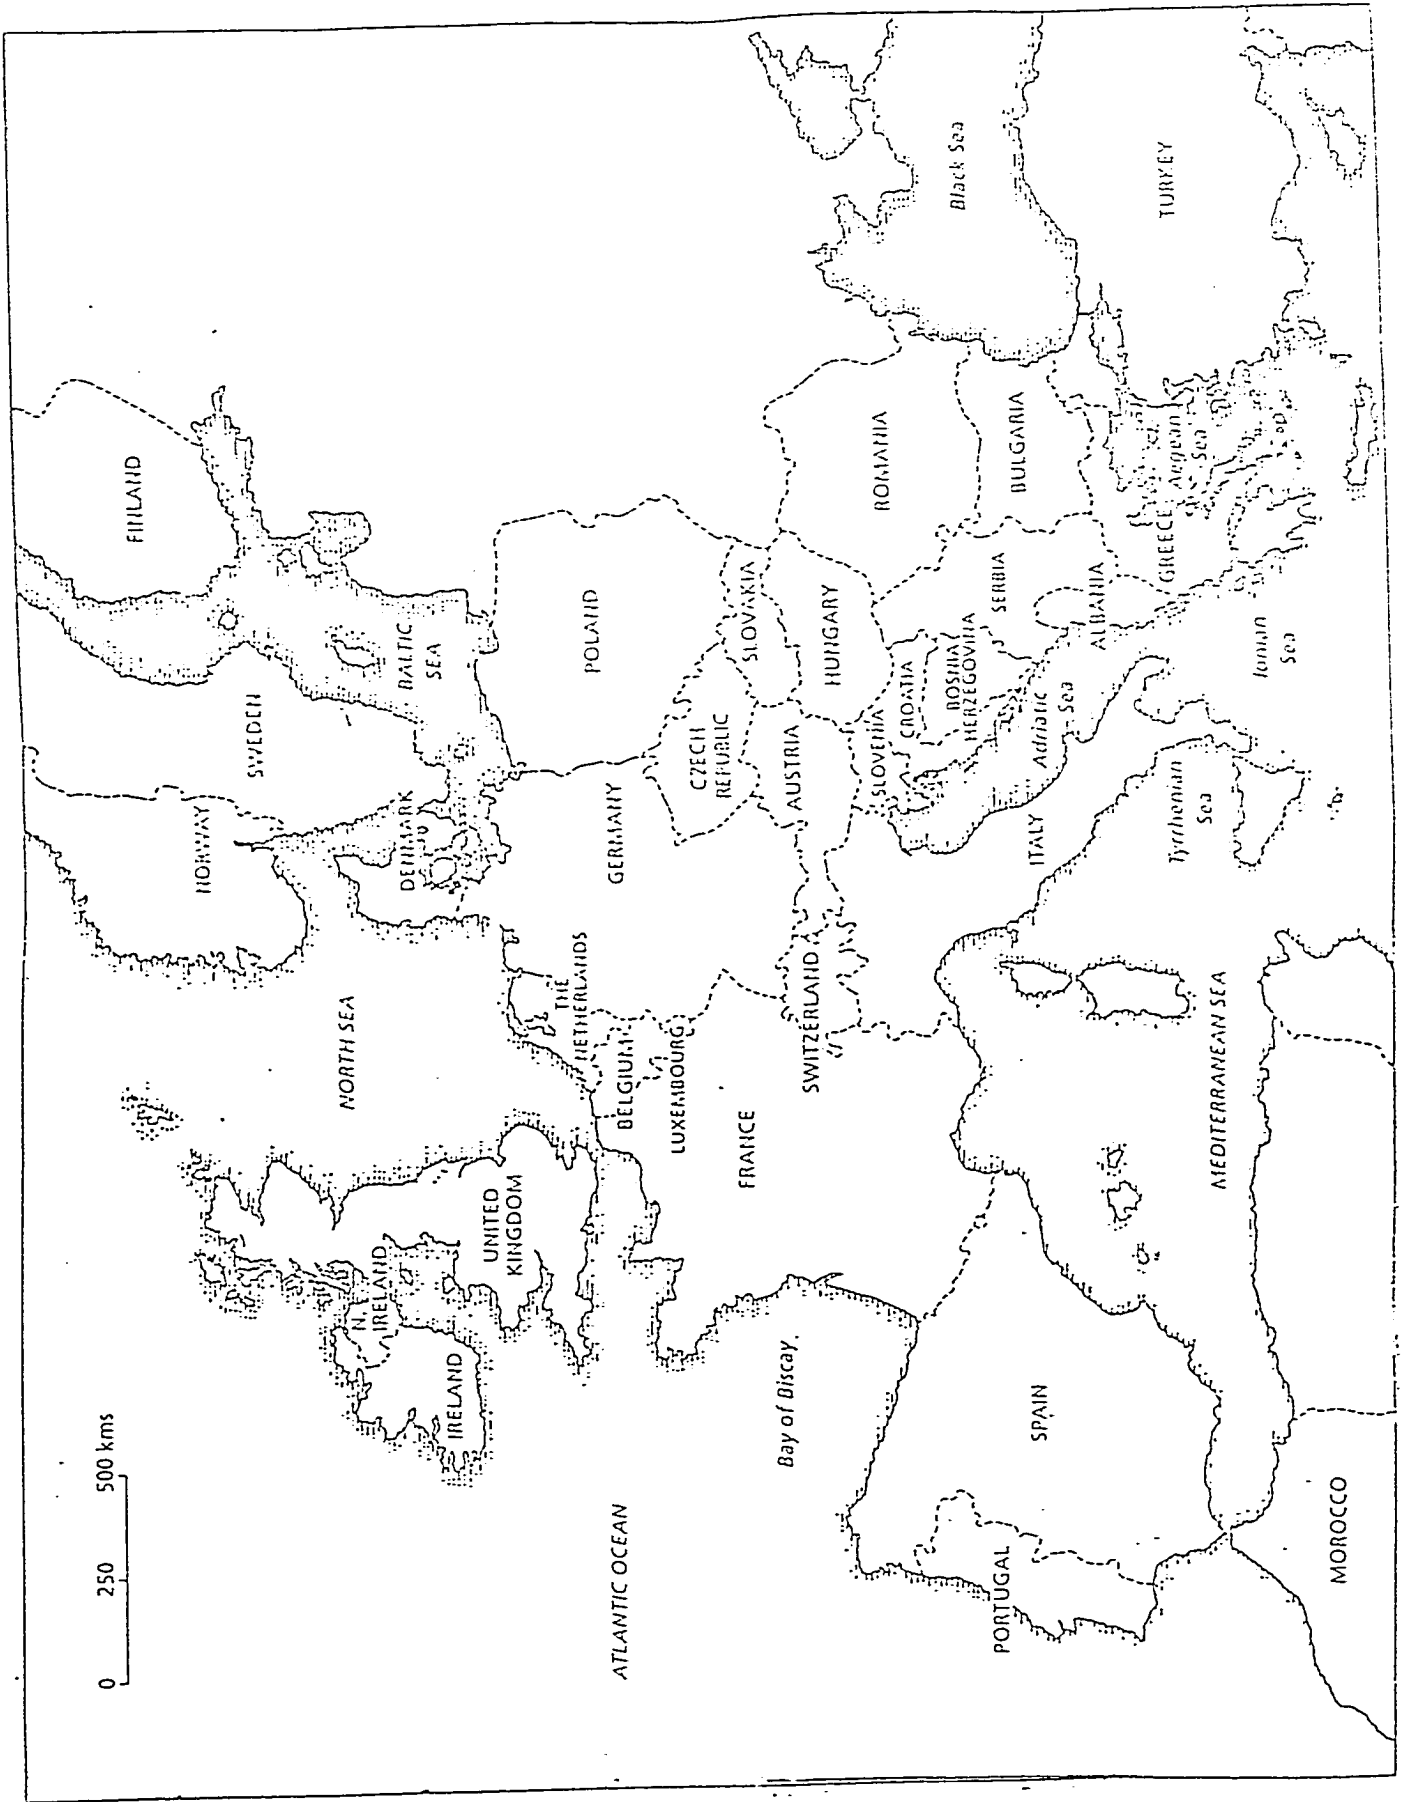 0 250 500 kms
NORWAY
SWEDEN
FINLAND
NORTH SEA
N.
IRELAND
IRELAND
UNITED
KINGDOM
DENMARK
BALTIC
SEA
ATLANTIC OCEAN
THE
NETHERLANDS
BELGIUM
LUXEMBOURG
GERMANY
POLAND
CZECH
REPUBLIC
SLOVAKIA
FRANCE
SWITZERLAND
AUSTRIA
HUNGARY
ROMANIA
Bay of Biscay
SLOVENIA
CROATIA
BOSNIA
HERZEGOVINA
SERBIA
BULGARIA
Black Sea
PORTUGAL
SPAIN
ITALY
Adriatic
Sea
ALBANIA
GREECE
Aegean
Sea
TURKEY
Tyrrhenian
Sea
Ionian
Sea
MEDITERRANEAN SEA
MOROCCO